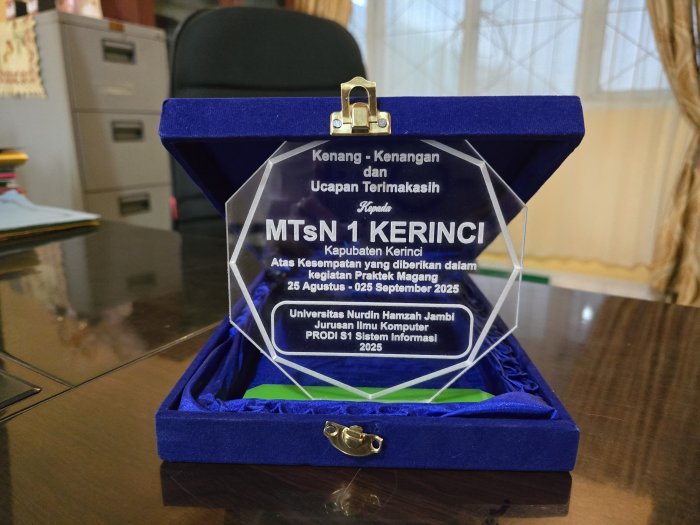 Kenang - Kenangan
dan
Ucapan Terimakasih
Kepada
MTsN 1 KERINCI
Kapubaten Kerinci
Atas Kesempatan yang diberikan dalam
kegiatan Praktek Magang
25 Agustus - 025 September 2025
Universitas Nurdin Hamzah Jambi
Jurusan Ilmu Komputer
PRODI S1 Sistem Informasi
2025